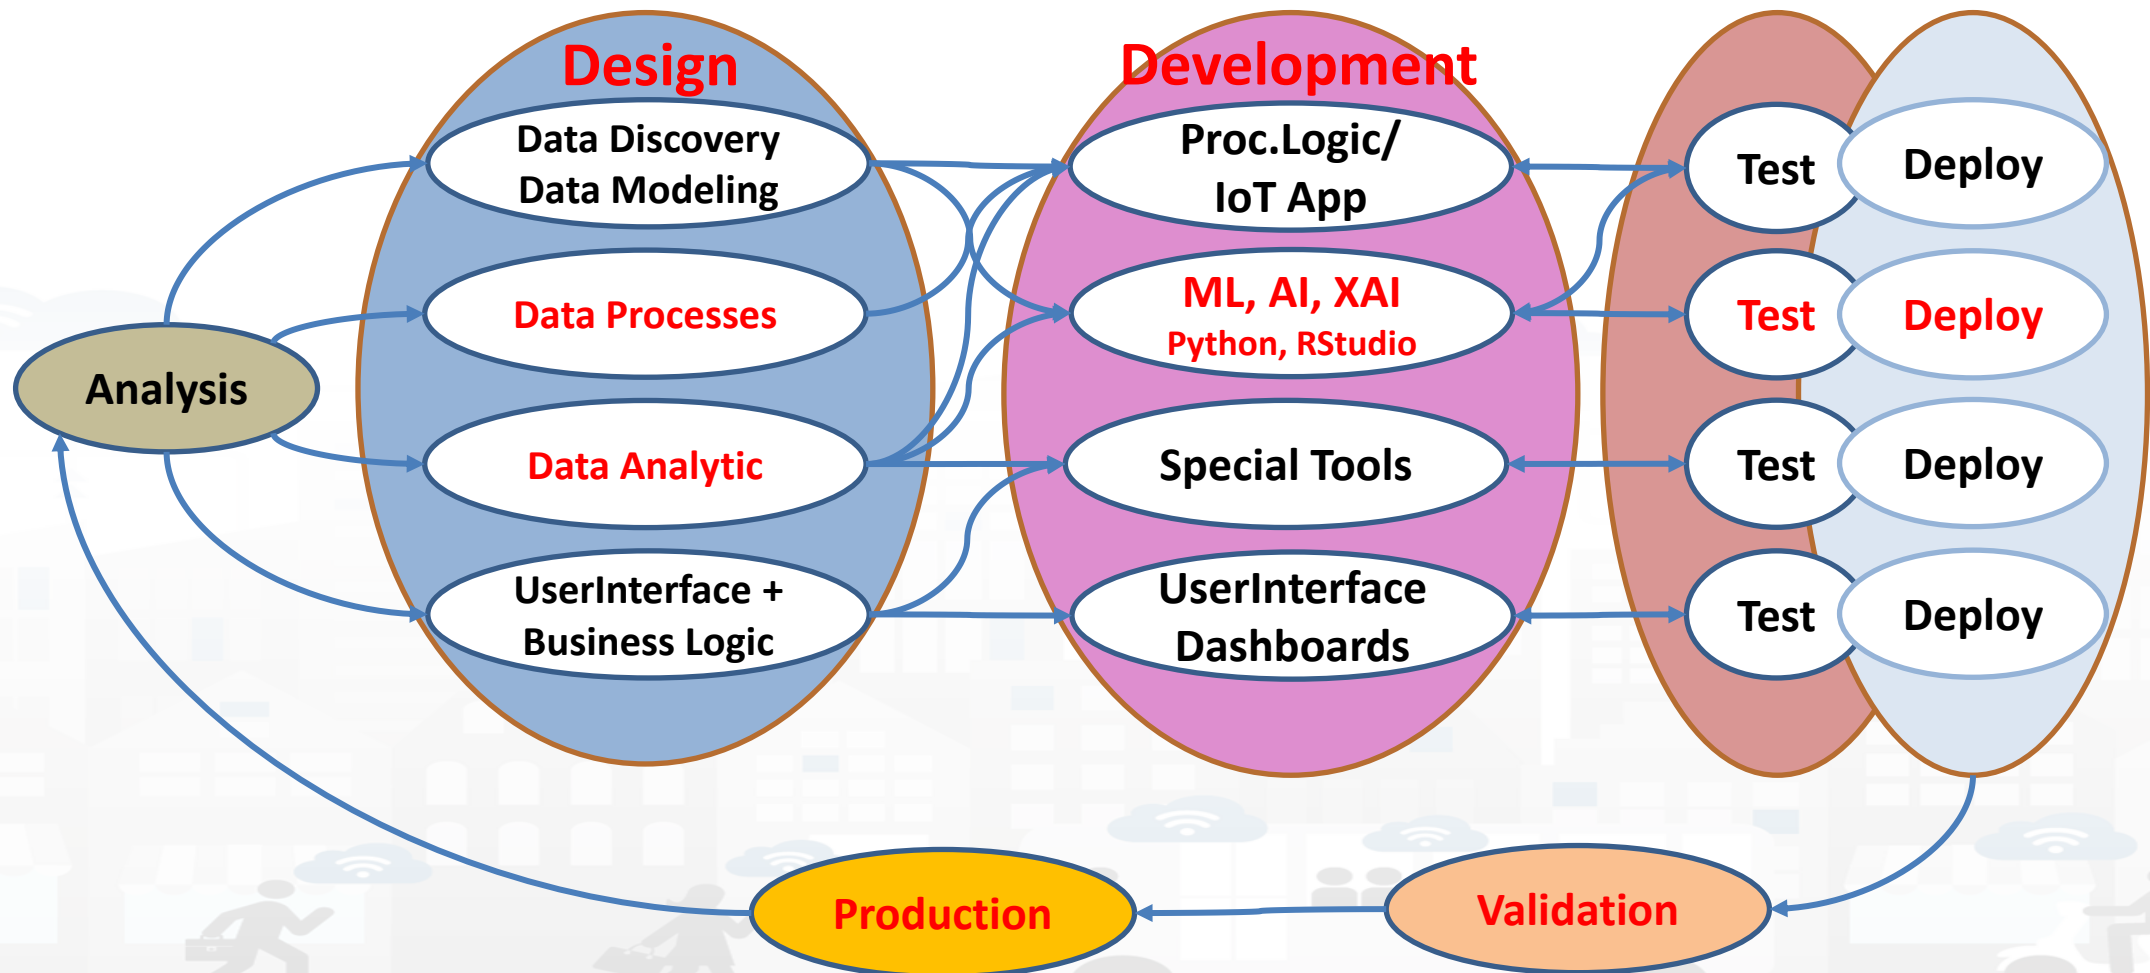 Design
Data Discovery
Data Modeling
Data Processes
Data Analytic
UserInterface +
Business Logic
Development
Proc.Logic/
IoT App
ML, AI, XAI
Python, RStudio
Special Tools
UserInterface
Dashboards
Test
Deploy
Test
Deploy
Test
Deploy
Test
Deploy
Analysis
Production
Validation